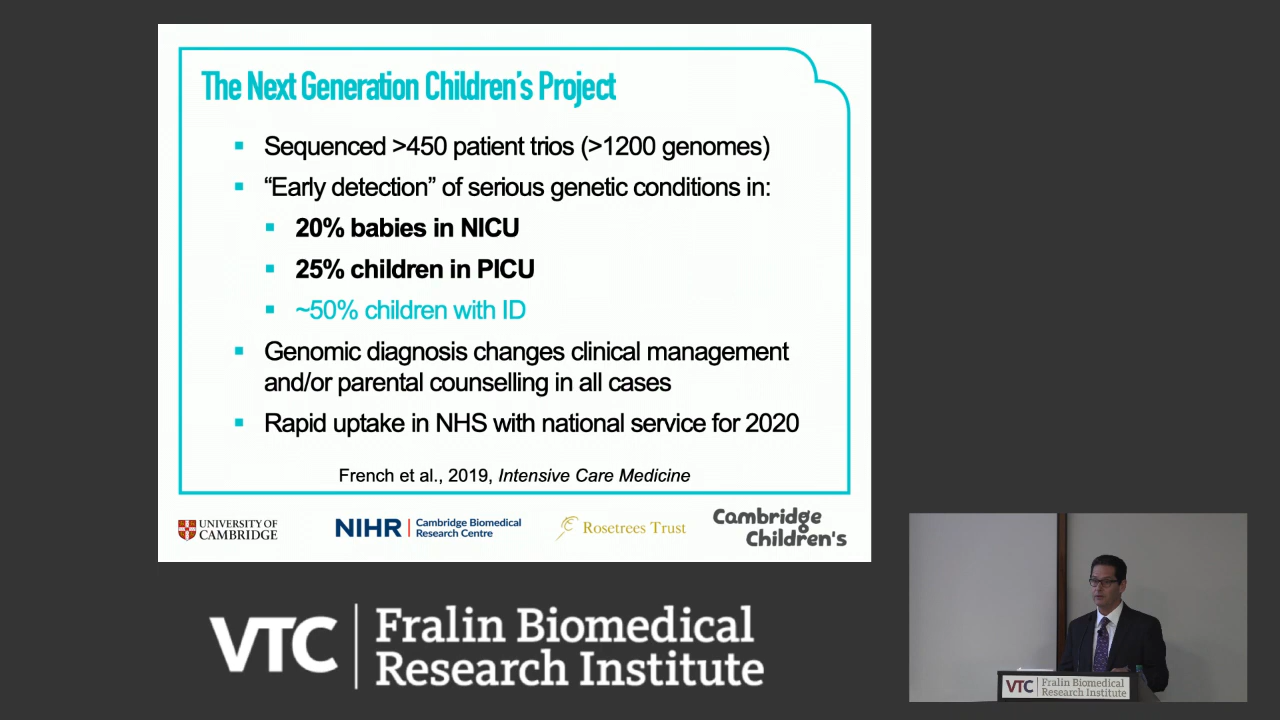 The Next Generation Children's Project
Sequenced >450 patient trios (>1200 genomes)
“Early detection” of serious genetic conditions in:
20% babies in NICU
25% children in PICU
~50% children with ID
Genomic diagnosis changes clinical management
and/or parental counselling in all cases
Rapid uptake in NHS with national service for 2020
French et al., 2019, Intensive Care Medicine
UNIVERSITY OF
CAMBRIDGE
NIHR
Cambridge Biomedical
Research Centre
Rosetrees Trust
Cambridge
Children's
VTC
Fralin Biomedical
Research Institute
VTC
Fralin Biomedical
Research Institute